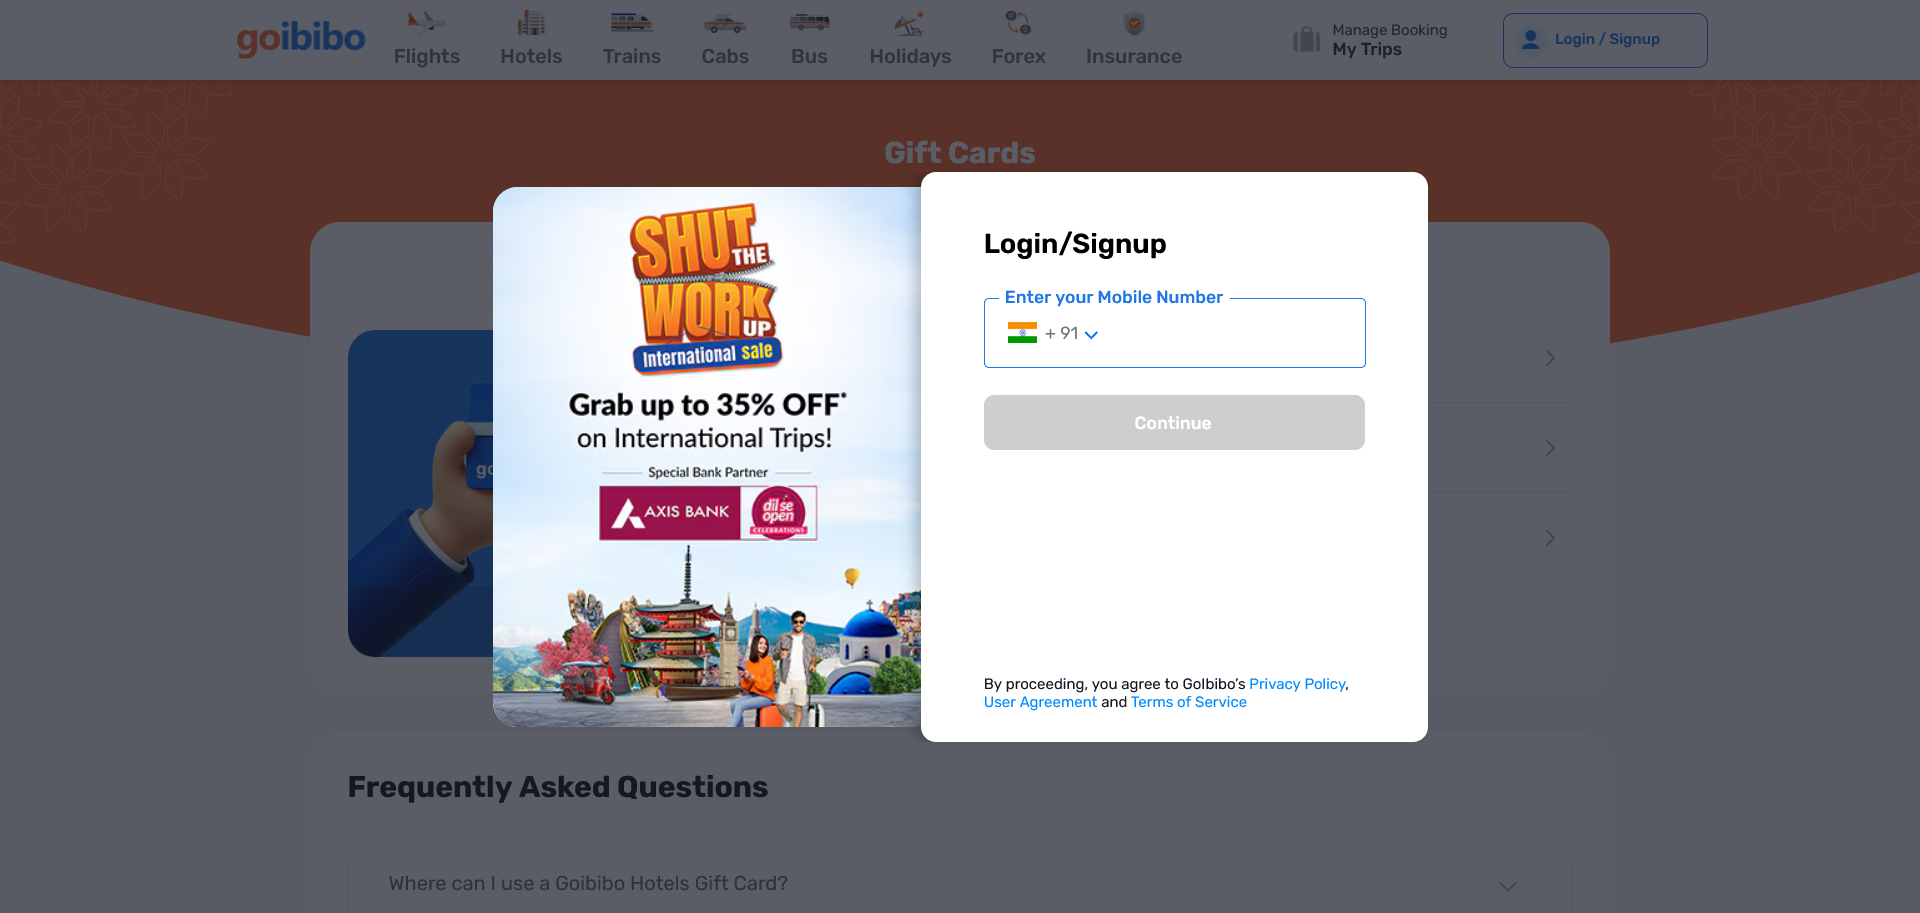 goibibo
Flights
Hotels
Trains
Cabs
Bus
Holidays
Forex
Insurance
Manage Booking
My Trips
Login / Signup
Gift Cards
SHUT
THE
WORK
UP
International sale
Grab up to 35% OFF*
on International Trips!
Special Bank Partner
AXIS BANK
dil se
open
CELEBRATIONS
Login/Signup
Enter your Mobile Number
+ 91
Continue
By proceeding, you agree to GoIbibo's Privacy Policy,
User Agreement and Terms of Service
go
Frequently Asked Questions
Where can I use a Goibibo Hotels Gift Card?